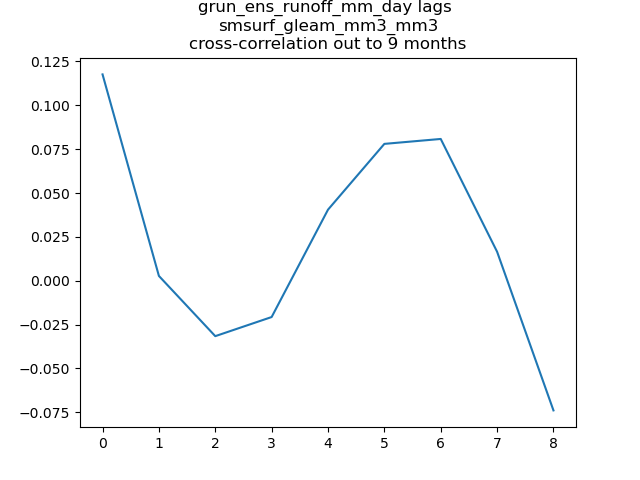 grun_ens_runoff_mm_day lags
smsurf_gleam_mm3_mm3
cross-correlation out to 9 months
0.125
0.100
0.075
0.050
0.025
0.000
−0.025
−0.050
−0.075
0 1 2 3 4 5 6 7 8